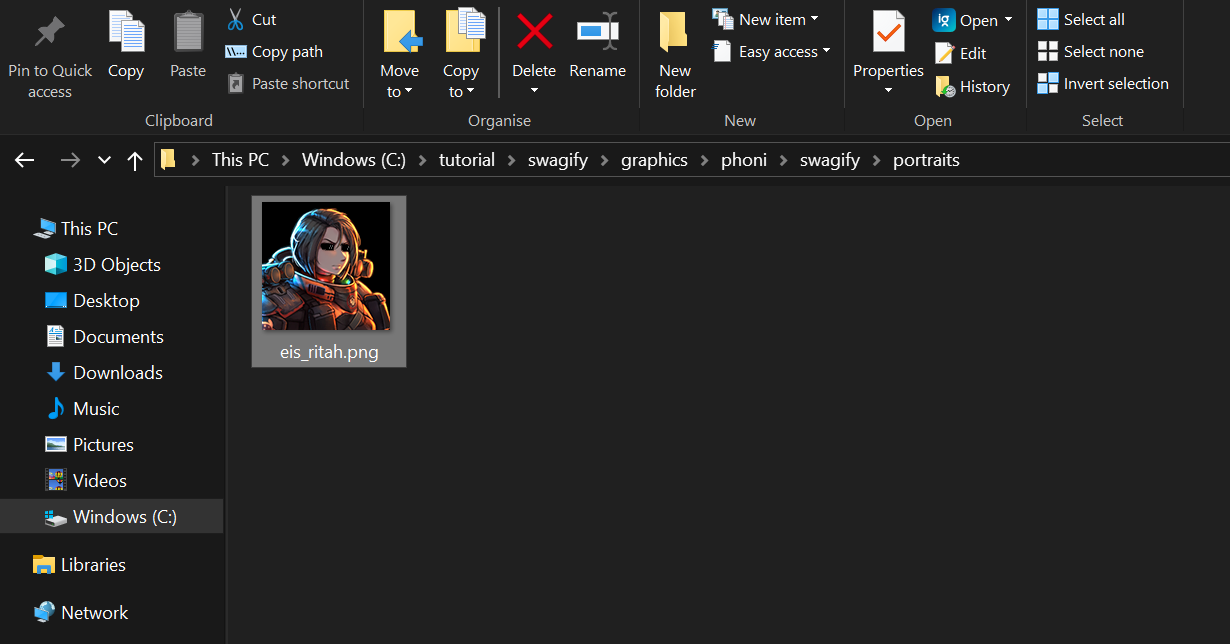 Pin to Quick access
Copy
Paste
Cut
Copy path
Paste shortcut
Clipboard
Move to
Copy to
Delete
Rename
Organise
New folder
New item
Easy access
New
Properties
Open
Edit
History
Open
Select all
Select none
Invert selection
Select
This PC > Windows (C:) > tutorial > swagify > graphics > phoni > swagify > portraits
This PC
3D Objects
Desktop
Documents
Downloads
Music
Pictures
Videos
Windows (C:)
Libraries
Network
eis_ritah.png